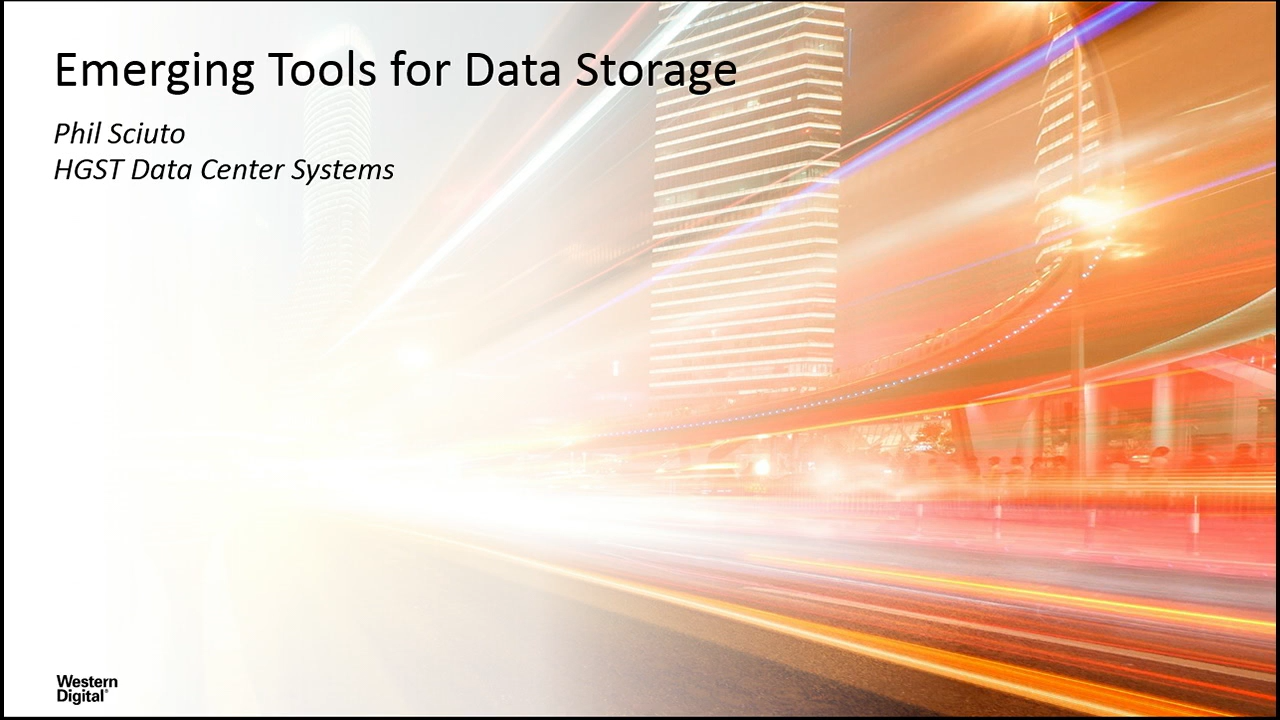 Emerging Tools for Data Storage
Phil Sciuto
HGST Data Center Systems
Western
Digital®